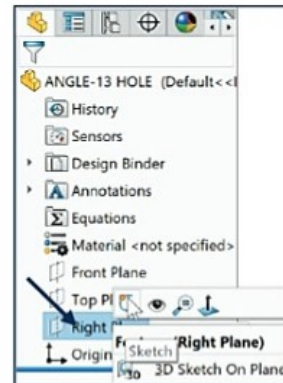 ANGLE-13 HOLE (Default<<
History
Sensors
Design Binder
Annotations
Equations
Material <not specified>
Front Plane
Top Pl
Right
(Right Plane)
Sketch
Origin
3D Sketch On Plane